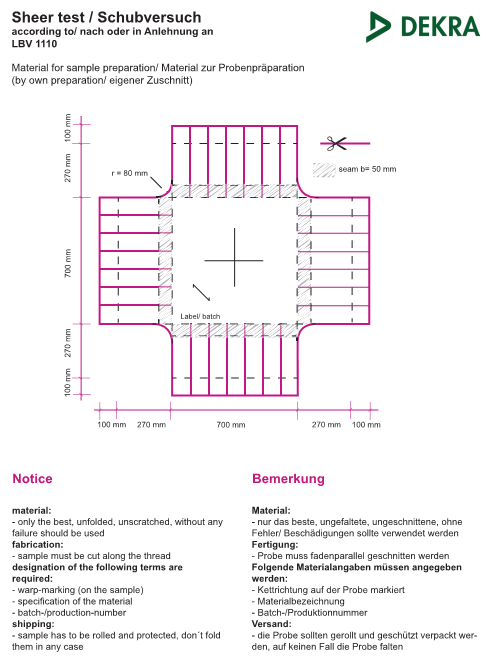 Sheer test / Schubversuch
according to/ nach oder in Anlehnung an
LBV 1110
DEKRA
Material for sample preparation/ Material zur Probenpräparation
(by own preparation/ eigener Zuschnitt)
100 mm
270 mm
700 mm
270 mm
100 mm
r = 80 mm
seam b= 50 mm
Label/ batch
100 mm
270 mm
700 mm
270 mm
100 mm
Notice
material:
- only the best, unfolded, unscratched, without any
failure should be used
fabrication:
- sample must be cut along the thread
designation of the following terms are
required:
- warp-marking (on the sample)
- specification of the material
- batch-/production-number
shipping:
- sample has to be rolled and protected, don´t fold
them in any case
Bemerkung
Material:
- nur das beste, ungefaltete, ungeschnittene, ohne
Fehler/ Beschädigungen sollte verwendet werden
Fertigung:
- Probe muss fadenparallel geschnitten werden
Folgende Materialangaben müssen angegeben
werden:
- Kettrichtung auf der Probe markiert
- Materialbezeichnung
- Batch-/Produktionnummer
Versand:
- die Probe sollten gerollt und geschützt verpackt wer-
den, auf keinen Fall die Probe falten